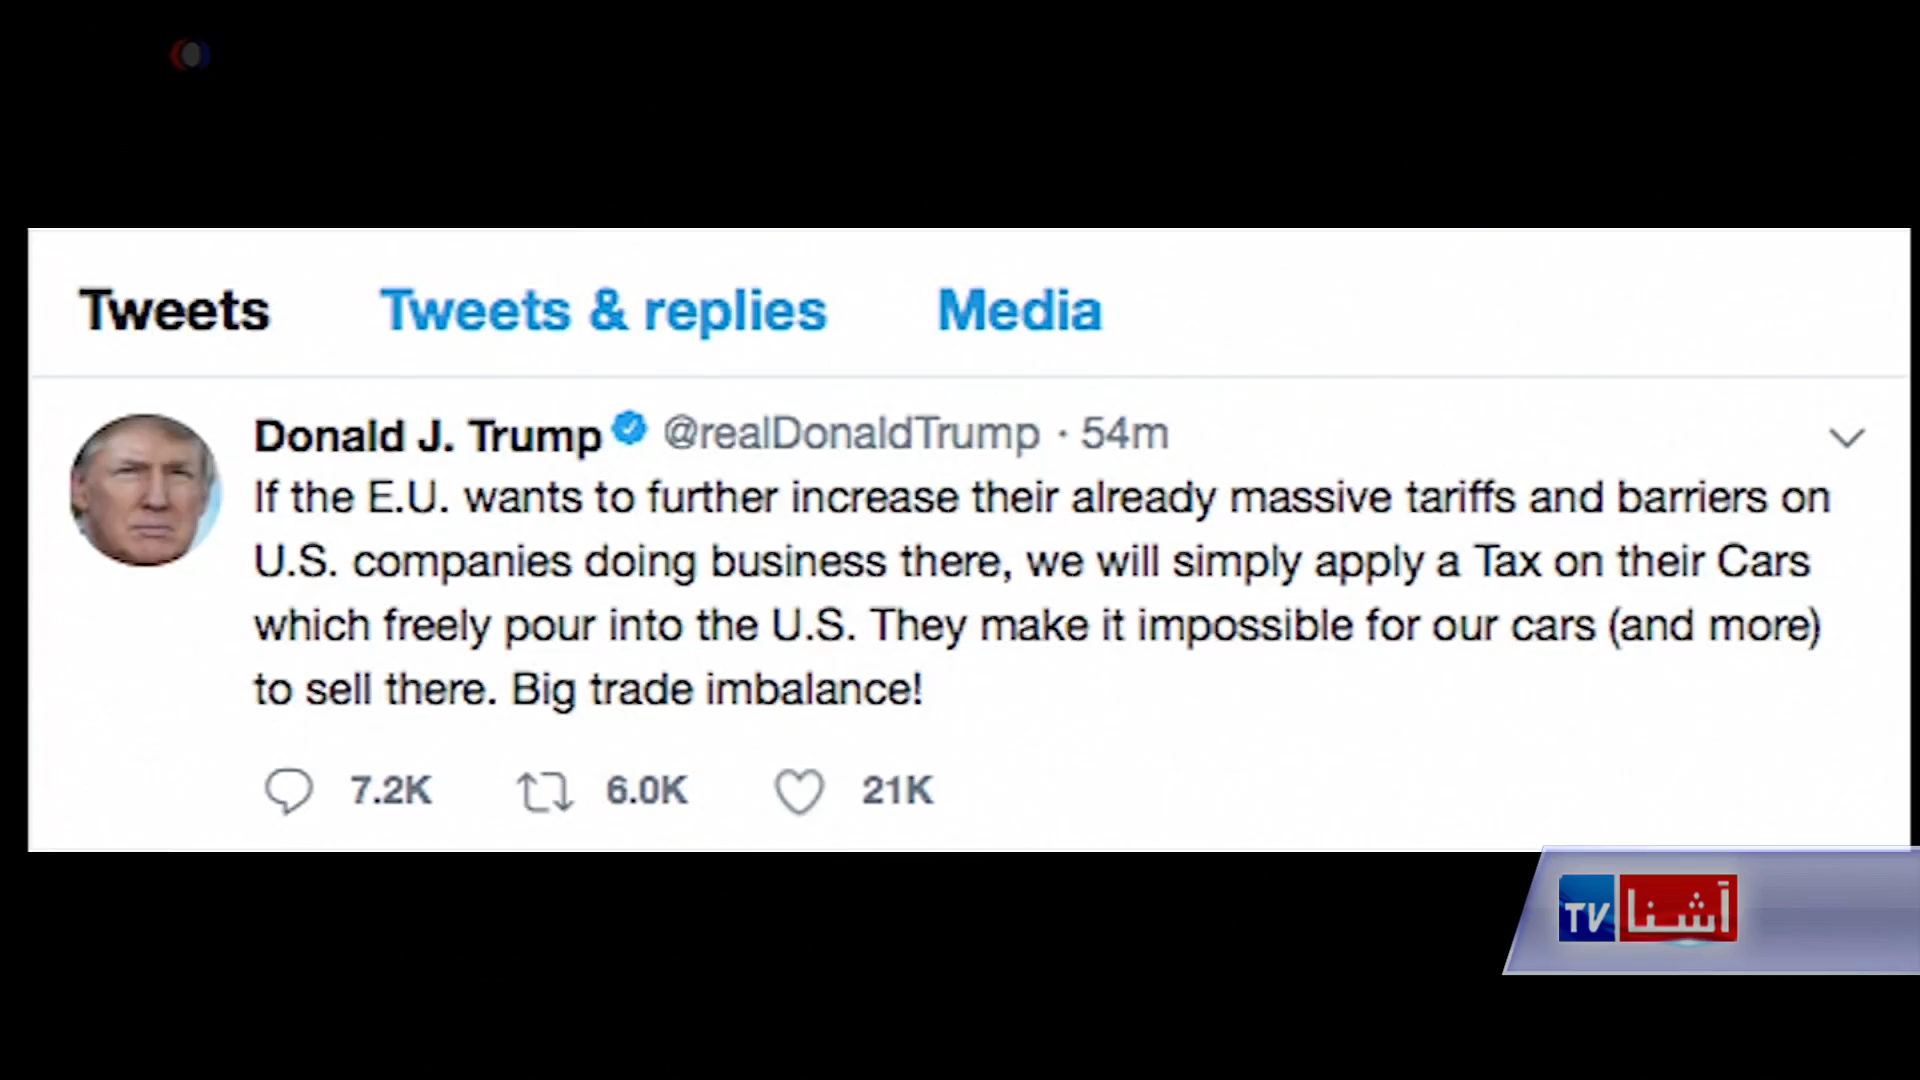 Tweets Tweets & replies Media
Donald J. Trump @realDonaldTrump · 54m
If the E.U. wants to further increase their already massive tariffs and barriers on
U.S. companies doing business there, we will simply apply a Tax on their Cars
which freely pour into the U.S. They make it impossible for our cars (and more)
to sell there. Big trade imbalance!
7.2K 6.0K 21K
TV آشنا